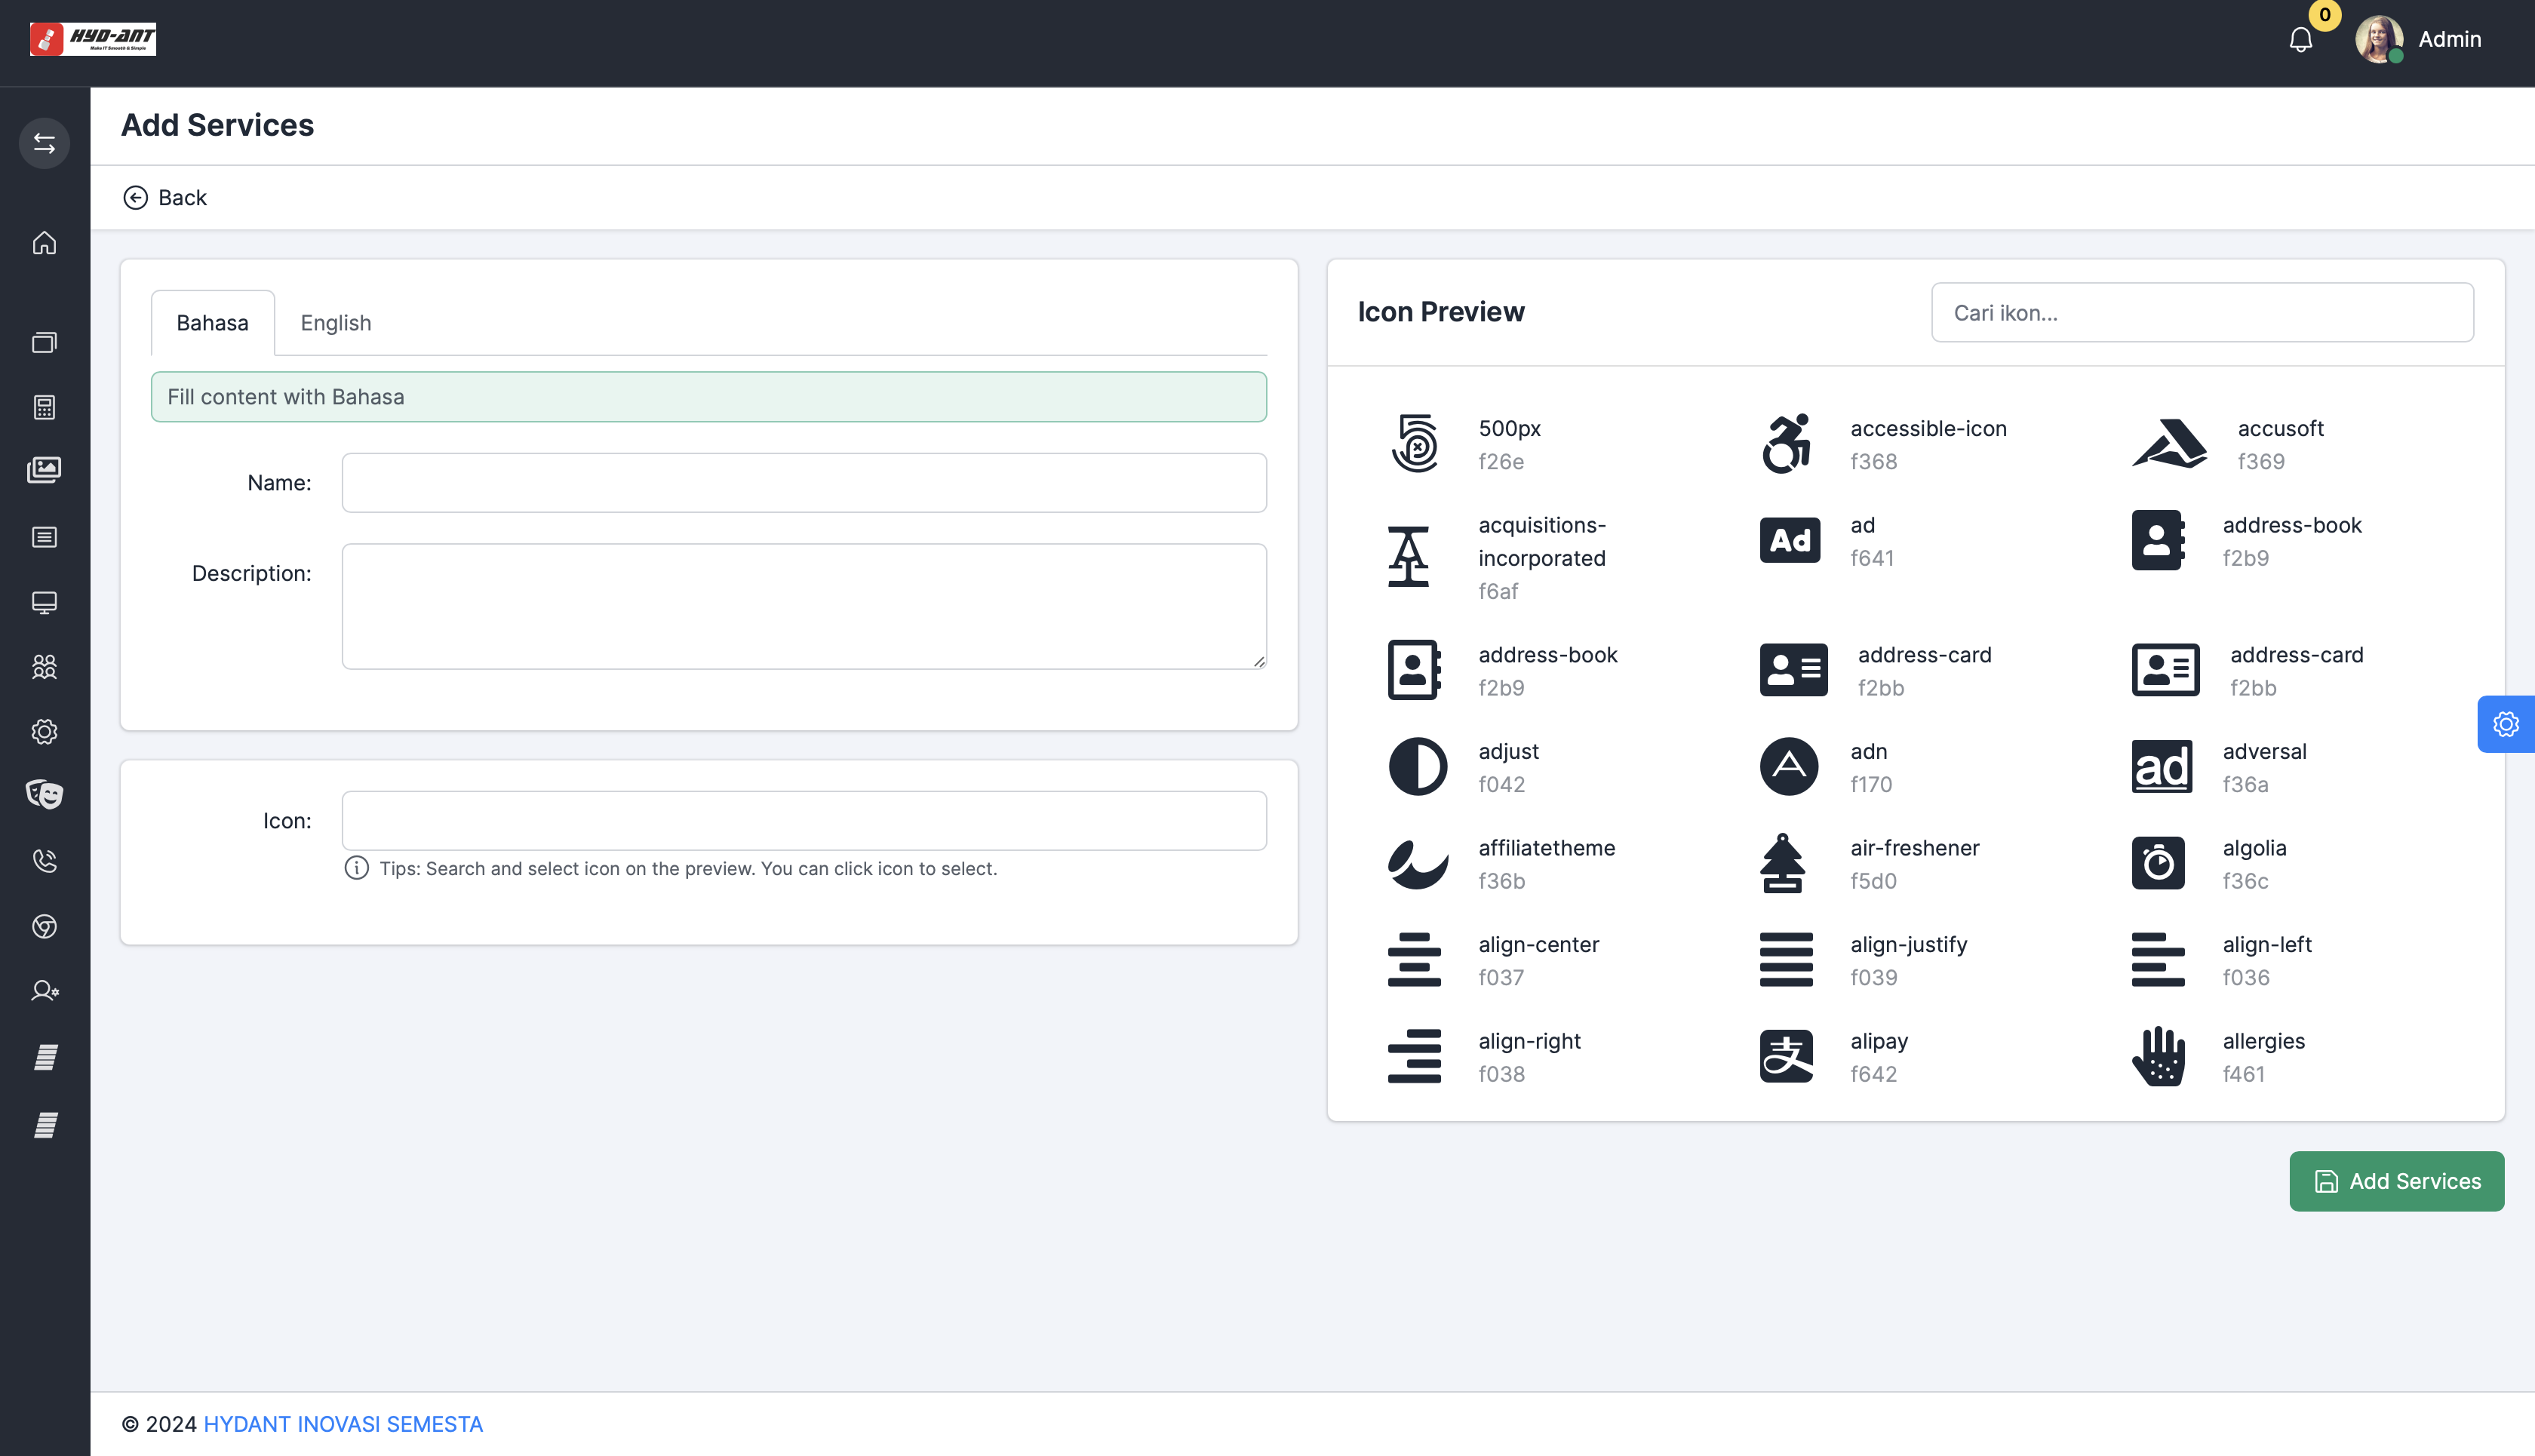 HYD-ANT
Make IT Smooth & Simple
0
Admin
Add Services
Back
Bahasa
English
Fill content with Bahasa
Name:
Description:
Icon:
Tips: Search and select icon on the preview. You can click icon to select.
Icon Preview
Cari ikon...
500px
f26e
accessible-icon
f368
accusoft
f369
acquisitions-
incorporated
f6af
Ad
ad
f641
address-book
f2b9
address-book
f2b9
address-card
f2bb
address-card
f2bb
adjust
f042
adn
f170
ad
adversal
f36a
affiliatetheme
f36b
air-freshener
f5d0
algolia
f36c
align-center
f037
align-justify
f039
align-left
f036
align-right
f038
支
alipay
f642
allergies
f461
Add Services
© 2024 HYDANT INOVASI SEMESTA